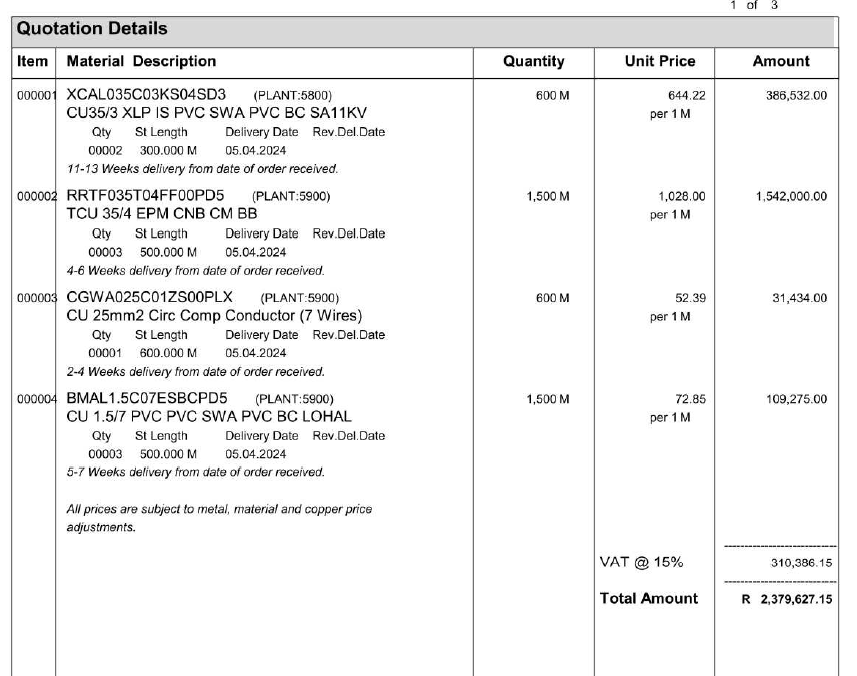 1 of 3
Quotation Details
Item Material Description Quantity Unit Price Amount
000001 XCAL035C03KS04SD3 (PLANT:5800) 600 M 644.22 386,532.00
CU35/3 XLP IS PVC SWA PVC BC SA11KV per 1 M
Qty St Length Delivery Date Rev.Del.Date
00002 300.000 M 05.04.2024
11-13 Weeks delivery from date of order received.
000002 RRTF035T04FF00PD5 (PLANT:5900) 1,500 M 1,028.00 1,542,000.00
TCU 35/4 EPM CNB CM BB per 1 M
Qty St Length Delivery Date Rev.Del.Date
00003 500.000 M 05.04.2024
4-6 Weeks delivery from date of order received.
000003 CGWA025C01ZS00PLX (PLANT:5900) 600 M 52.39 31,434.00
CU 25mm2 Circ Comp Conductor (7 Wires) per 1 M
Qty St Length Delivery Date Rev.Del.Date
00001 600.000 M 05.04.2024
2-4 Weeks delivery from date of order received.
000004 BMAL1.5C07ESBCPD5 (PLANT:5900) 1,500 M 72.85 109,275.00
CU 1.5/7 PVC PVC SWA PVC BC LOHAL per 1 M
Qty St Length Delivery Date Rev.Del.Date
00003 500.000 M 05.04.2024
5-7 Weeks delivery from date of order received.
All prices are subject to metal, material and copper price
adjustments.
VAT @ 15% 310,386.15
Total Amount R 2,379,627.15